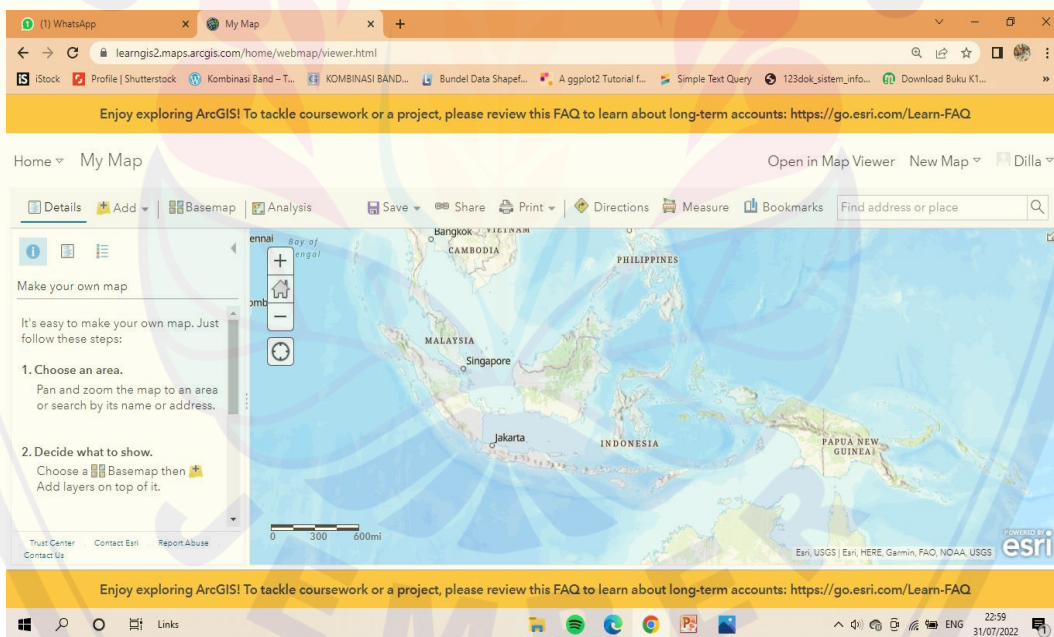 (1) WhatsApp
My Map
learngis2.maps.arcgis.com/home/webmap/viewer.html
iStock
Profile | Shutterstock
Kombinasi Band – T...
KOMBINASI BAND...
Bundel Data Shapef...
A ggplot2 Tutorial f...
Simple Text Query
123dok_sistem_info...
Download Buku K1...
»
Enjoy exploring ArcGIS! To tackle coursework or a project, please review this FAQ to learn about long-term accounts: https://go.esri.com/Learn-FAQ
Home My Map
Open in Map Viewer New Map Dilla
Details Add Basemap Analysis Save Share Print Directions Measure Bookmarks Find address or place
Make your own map
It's easy to make your own map. Just
follow these steps:
1. Choose an area.
Pan and zoom the map to an area
or search by its name or address.
2. Decide what to show.
Choose a Basemap then
Add layers on top of it.
Trust Center Contact Esri Report Abuse
Contact Us
ennai
Bay of
engal
omb
Bangkok
VIETNAM
CAMBODIA
PHILIPPINES
MALAYSIA
Singapore
Jakarta
INDONESIA
PAPUA NEW
GUINEA
0 300 600mi
Esri, USGS | Esri, HERE, Garmin, FAO, NOAA, USGS
POWERED BY
esri
Enjoy exploring ArcGIS! To tackle coursework or a project, please review this FAQ to learn about long-term accounts: https://go.esri.com/Learn-FAQ
Links
ENG
22:59
31/07/2022
JEMBER